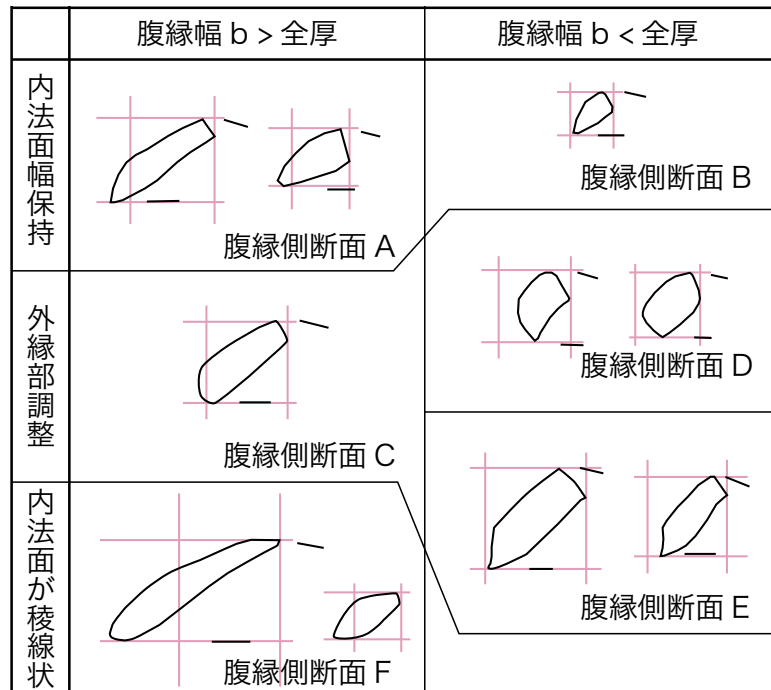 腹縁幅 b > 全厚
腹縁幅 b < 全厚
内法面幅保持
腹縁側断面 A
腹縁側断面 B
外縁部調整
腹縁側断面 C
腹縁側断面 D
腹縁側断面 E
内法面が稜線状
腹縁側断面 F